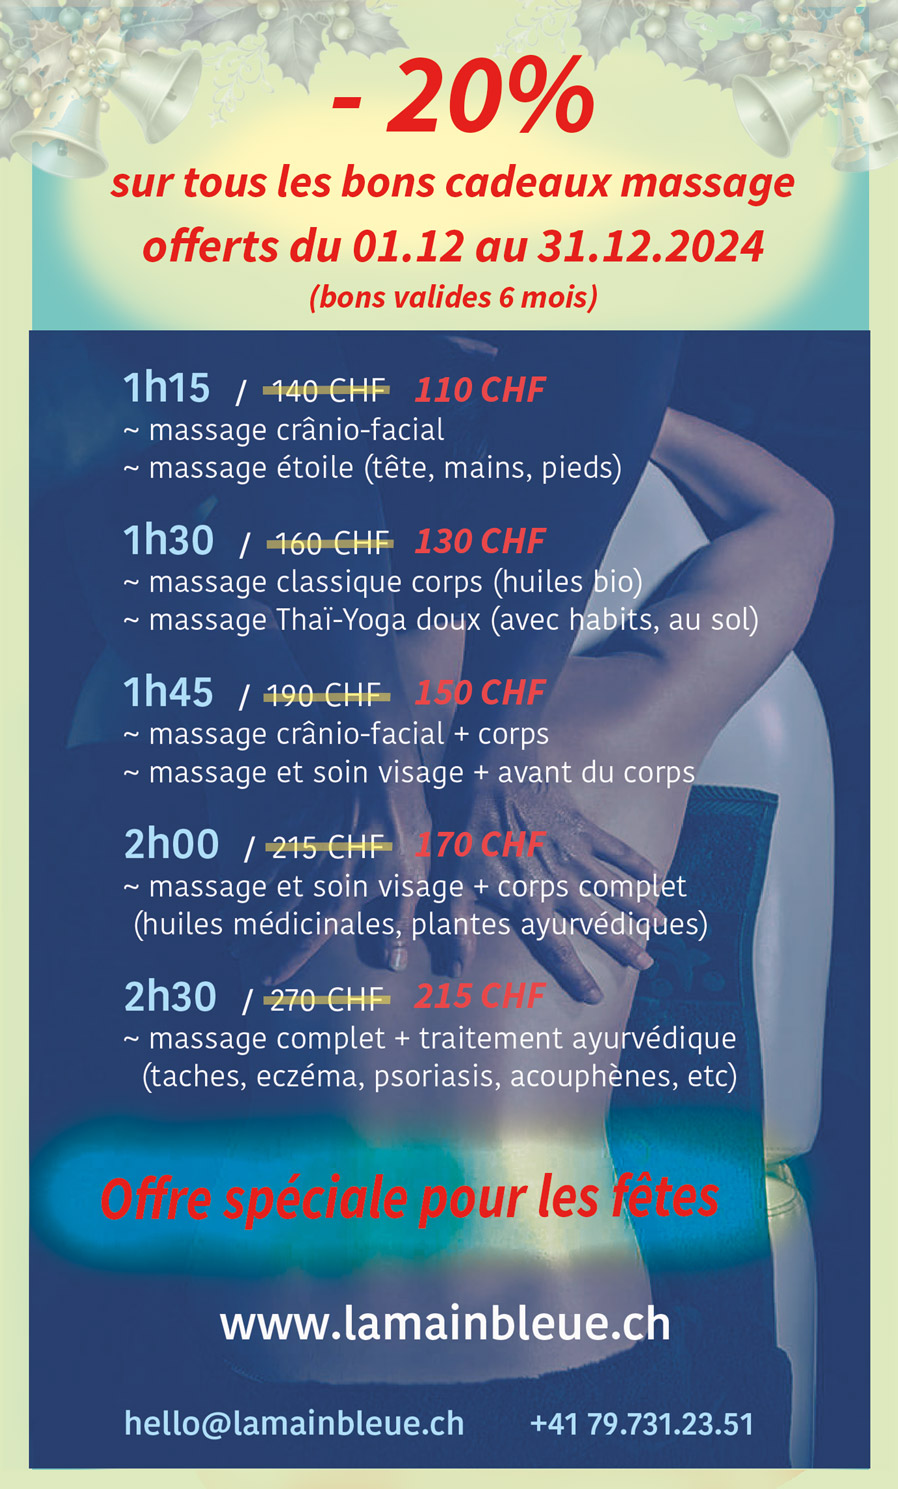 - 20%
sur tous les bons cadeaux massage
offerts du 01.12 au 31.12.2024
(bons valides 6 mois)
1h15 / 140 CHF 110 CHF
~ massage crânio-facial
~ massage étoile (tête, mains, pieds)
1h30 / 160 CHF 130 CHF
~ massage classique corps (huiles bio)
~ massage Thaï-Yoga doux (avec habits, au sol)
1h45 / 190 CHF 150 CHF
~ massage crânio-facial + corps
~ massage et soin visage + avant du corps
2h00 / 215 CHF 170 CHF
~ massage et soin visage + corps complet
(huiles médicinales, plantes ayurvédiques)
2h30 / 270 CHF 215 CHF
~ massage complet + traitement ayurvédique
(taches, eczéma, psoriasis, acouphènes, etc)
Offre spéciale pour les fêtes
www.lamainbleue.ch
hello@lamainbleue.ch +41 79.731.23.51